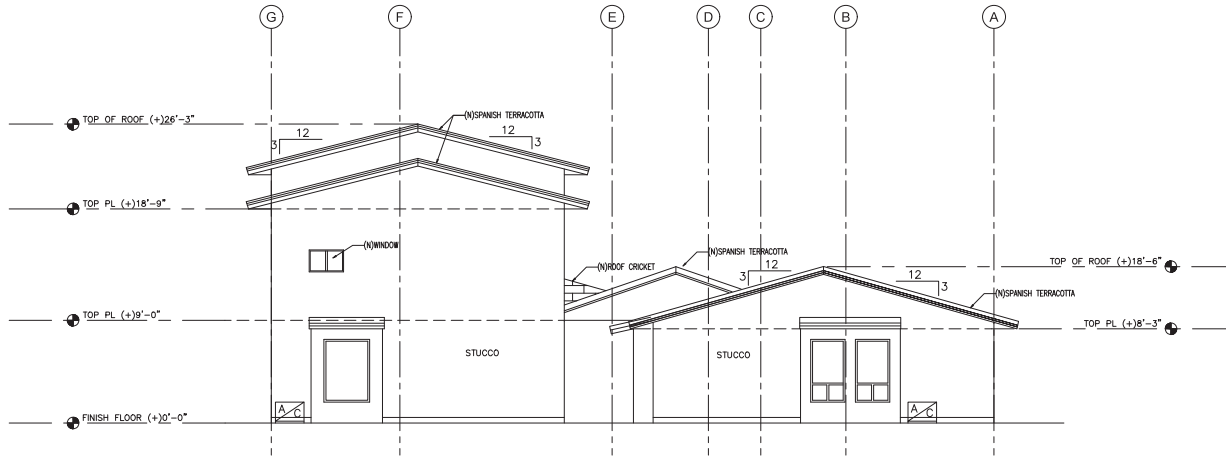 G
F
E
D
C
B
A
TOP OF ROOF (+)26'-3"
(N)SPANISH TERRACOTTA
12
3
12
3
TOP PL (+)18'-9"
(N)WINDOW
(N)SPANISH TERRACOTTA
(N)ROOF CRICKET
12
3
TOP OF ROOF (+)18'-6"
12
3
(N)SPANISH TERRACOTTA
TOP PL (+)9'-0"
TOP PL (+)8'-3"
STUCCO
STUCCO
A
C
A
C
FINISH FLOOR (+)0'-0"